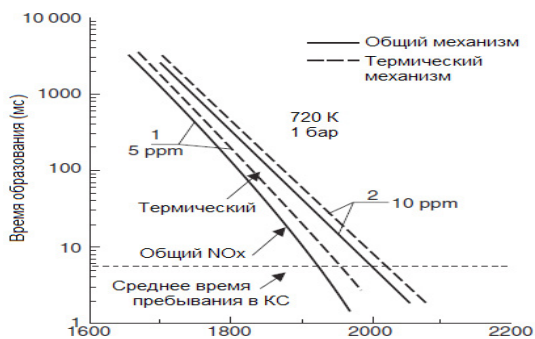 10 000
1000
100
10
1
Время образования (мс)
Общий механизм
Термический
механизм
720 К
1 бар
1
5 ppm
2
10 ppm
Термический
Общий NOx
Среднее время
пребывания в КС
1600
1800
2000
2200